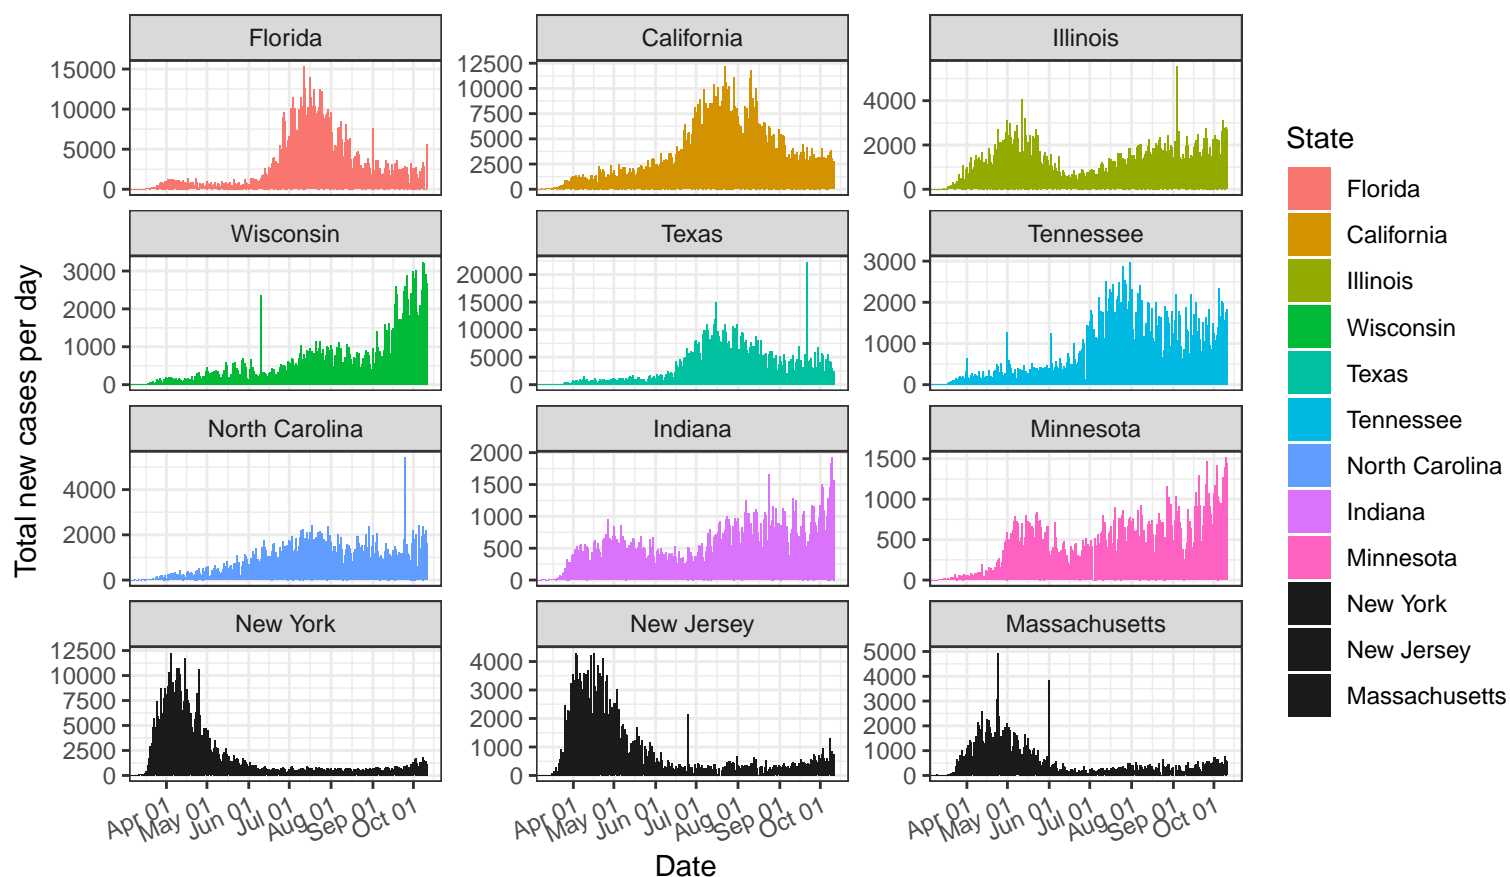 Florida
California
Illinois
15000
10000
5000
0
12500
10000
7500
5000
2500
0
4000
2000
0
Wisconsin
Texas
Tennessee
3000
2000
1000
0
20000
15000
10000
5000
0
3000
2000
1000
0
North Carolina
Indiana
Minnesota
4000
2000
0
2000
1500
1000
500
0
1500
1000
500
0
New York
New Jersey
Massachusetts
12500
10000
7500
5000
2500
0
4000
3000
2000
1000
0
5000
4000
3000
2000
1000
0
Apr 01
May 01
Jun 01
Jul 01
Aug 01
Sep 01
Oct 01
Apr 01
May 01
Jun 01
Jul 01
Aug 01
Sep 01
Oct 01
Apr 01
May 01
Jun 01
Jul 01
Aug 01
Sep 01
Oct 01
Date
Total new cases per day
State
Florida
California
Illinois
Wisconsin
Texas
Tennessee
North Carolina
Indiana
Minnesota
New York
New Jersey
Massachusetts